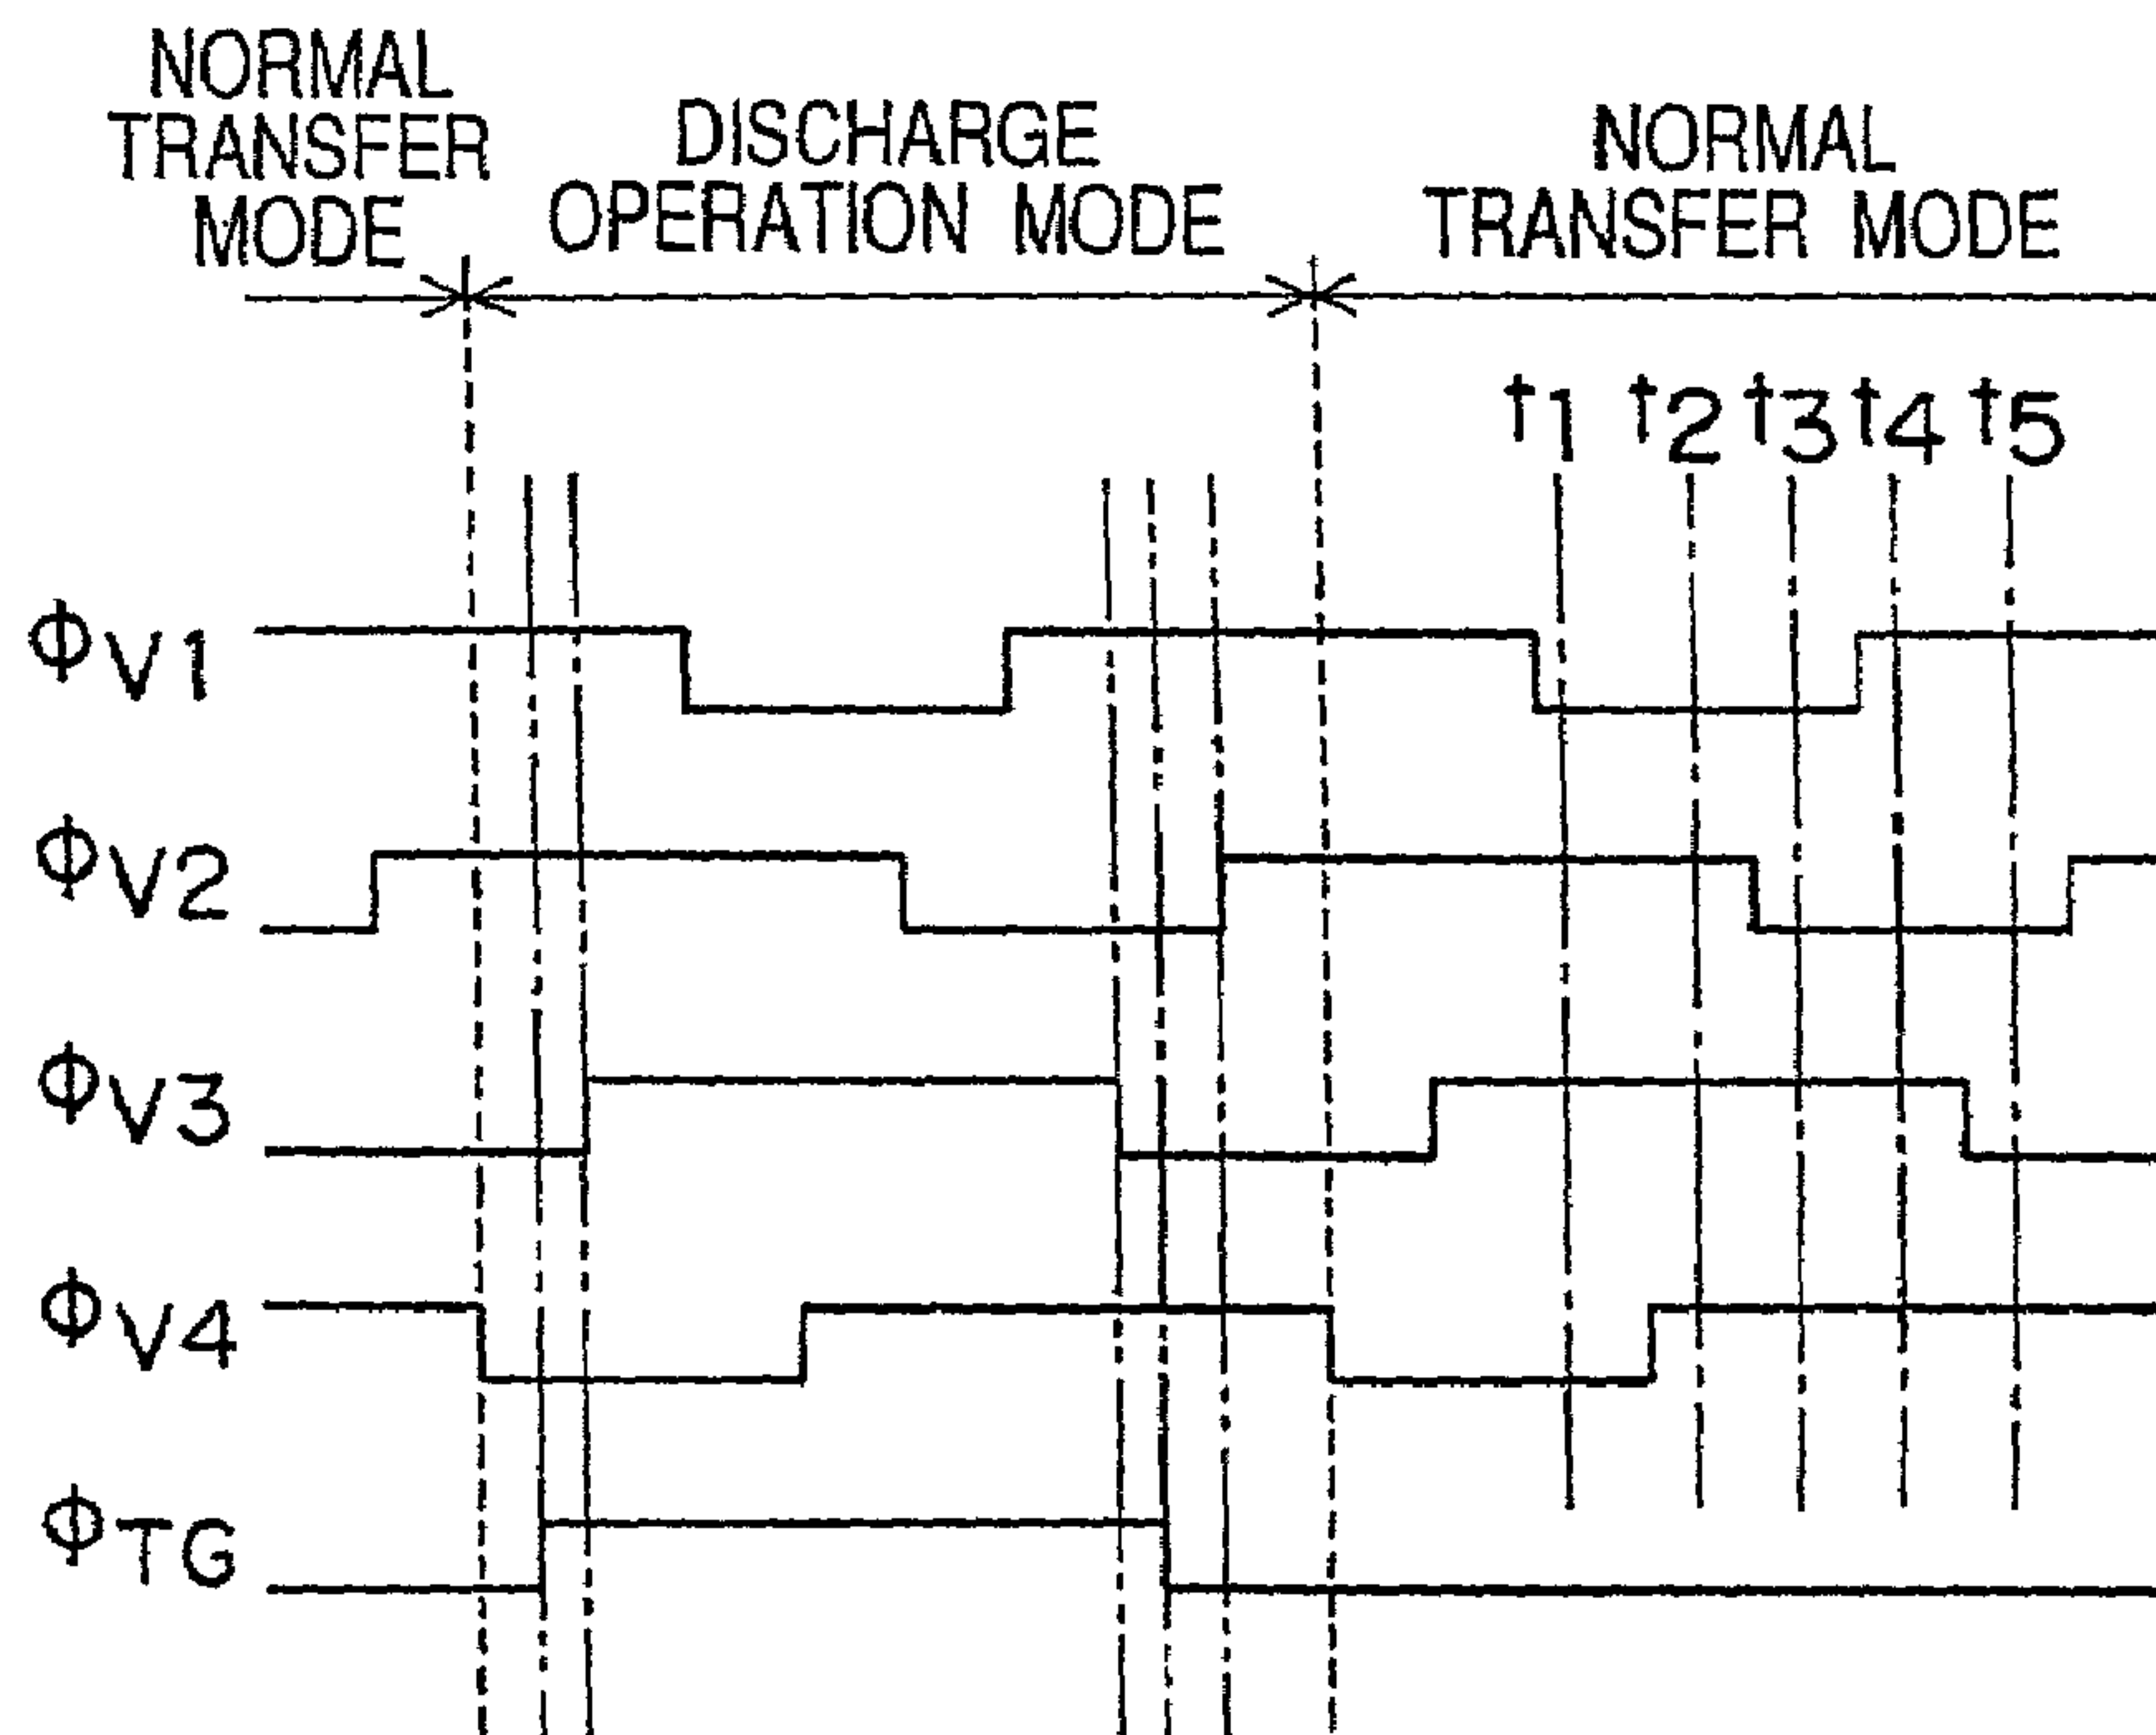 NORMAL
TRANSFER
MODE
DISCHARGE
OPERATION MODE
NORMAL
TRANSFER MODE
t1 t2 t3 t4 t5
ΦV1
ΦV2
ΦV3
ΦV4
ΦTG